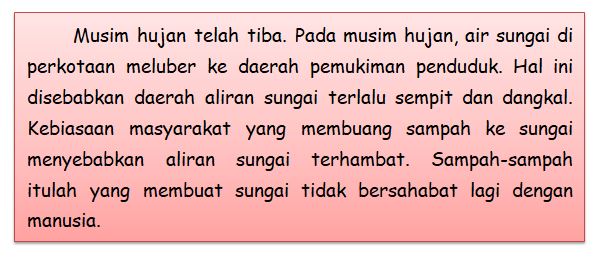 Musim hujan telah tiba. Pada musim hujan, air sungai di
perkotaan meluber ke daerah pemukiman penduduk. Hal ini
disebabkan daerah aliran sungai terlalu sempit dan dangkal.
Kebiasaan masyarakat yang membuang sampah ke sungai
menyebabkan aliran sungai terhambat. Sampah-sampah
itulah yang membuat sungai tidak bersahabat lagi dengan
manusia.